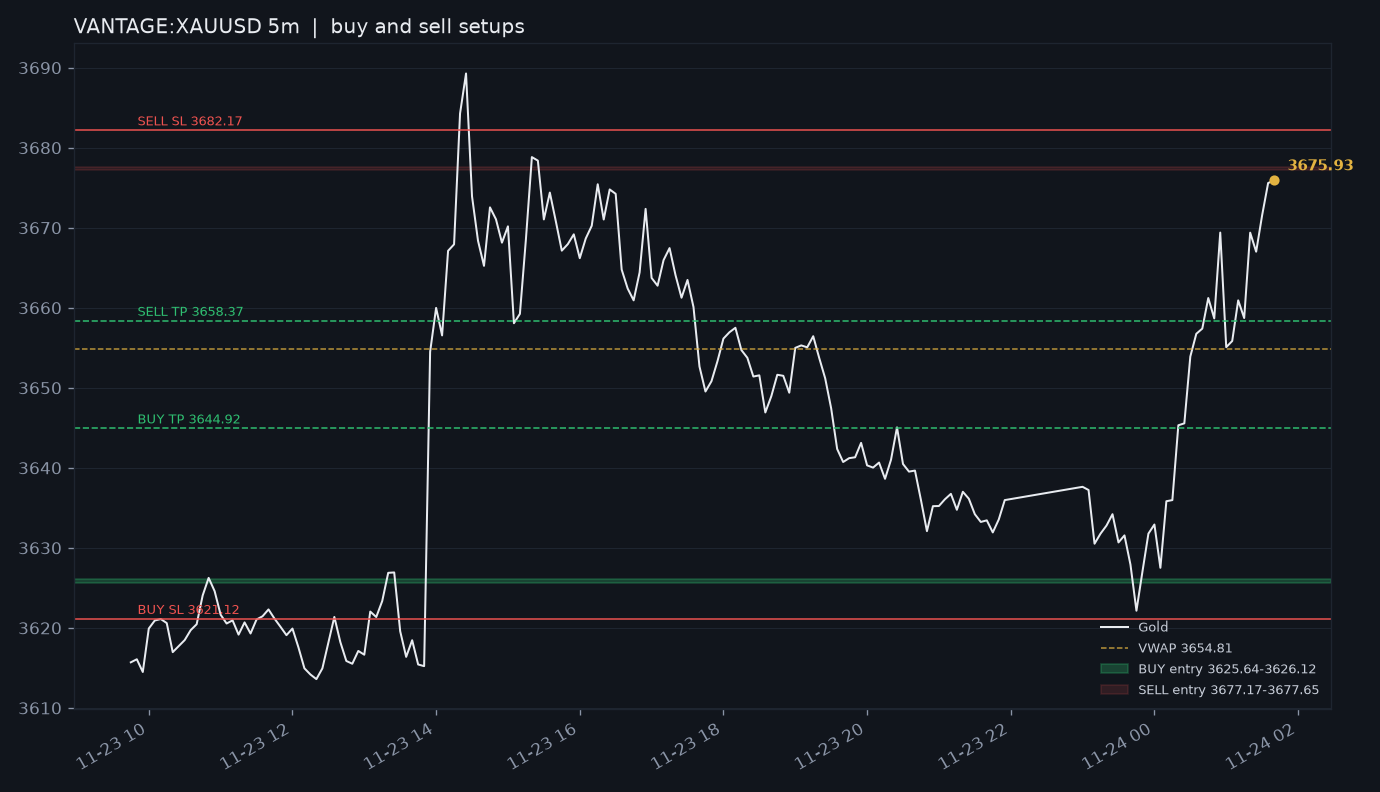 VANTAGE:XAUUSD 5m | buy and sell setups
3690
SELL SL 3682.17
3680
3675.93
3670
3660
SELL TP 3658.37
3650
BUY TP 3644.92
3640
3630
3620
BUY SL 3621.12
3610
Gold
VWAP 3654.81
BUY entry 3625.64-3626.12
SELL entry 3677.17-3677.65
11-23 10
11-23 12
11-23 14
11-23 16
11-23 18
11-23 20
11-23 22
11-24 00
11-24 02